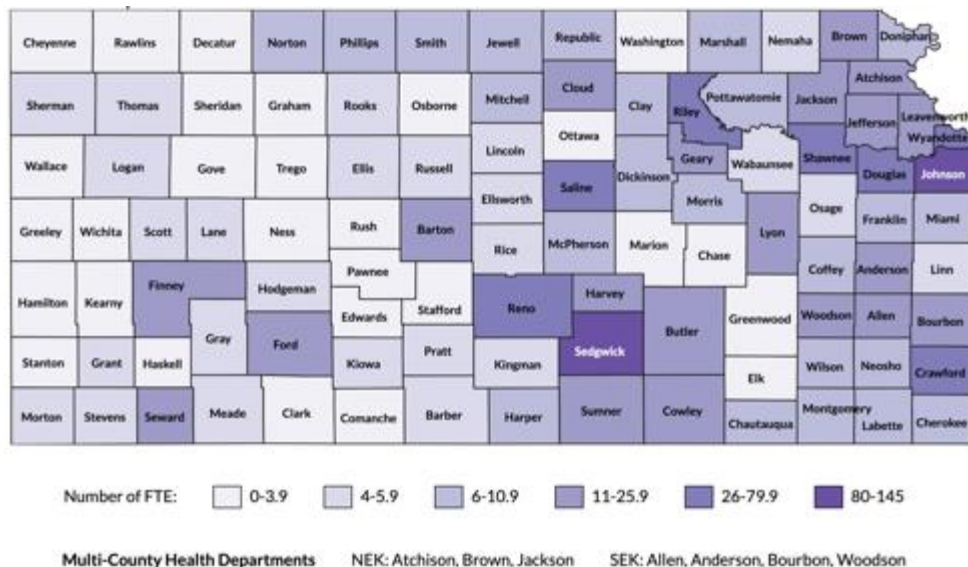 Cheyenne Rawlins Decatur Norton Phillips Smith Jewell Republic Washington Marshall Nemaha Brown Doniphan
Sherman Thomas Sheridan Graham Rooks Osborne Mitchell Cloud Clay Riley Pottawatomie Jackson Atchison
Jefferson Leavenworth
Wyandotte
Wallace Logan Gove Trego Ellis Russell Lincoln Ottawa Saline Dickinson Geary Wabaunsee Shawnee Douglas Johnson
Greeley Wichita Scott Lane Ness Rush Barton Ellsworth Rice McPherson Marion Morris Chase Lyon Osage Franklin Miami
Hamilton Kearny Finney Hodgeman Pawnee Edwards Stafford Reno Harvey Butler Greenwood Coffey Anderson Linn
Woodson Allen Bourbon
Stanton Grant Haskell Gray Ford Kiowa Pratt Kingman Sedgwick Elk Wilson Neosho Crawford
Morton Stevens Seward Meade Clark Comanche Barber Harper Sumner Cowley Chautauqua Montgomery Labette Cherokee
Number of FTE: 0-3.9 4-5.9 6-10.9 11-25.9 26-79.9 80-145
Multi-County Health Departments NEK: Atchison, Brown, Jackson SEK: Allen, Anderson, Bourbon, Woodson